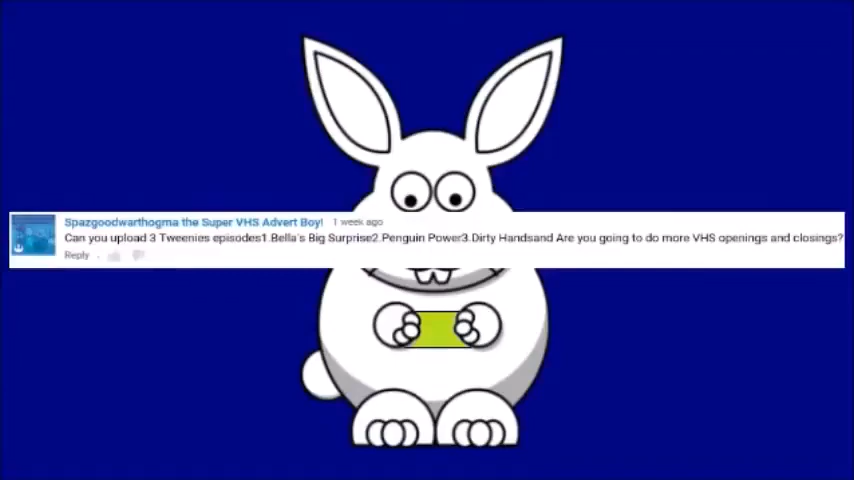 Spazgoodwarthogma the Super VHS Advert Boy! 1 week ago
Can you upload 3 Tweenies episodes1.Bella's Big Surprise2.Penguin Power3.Dirty Handsand Are you going to do more VHS openings and closings?
Reply .